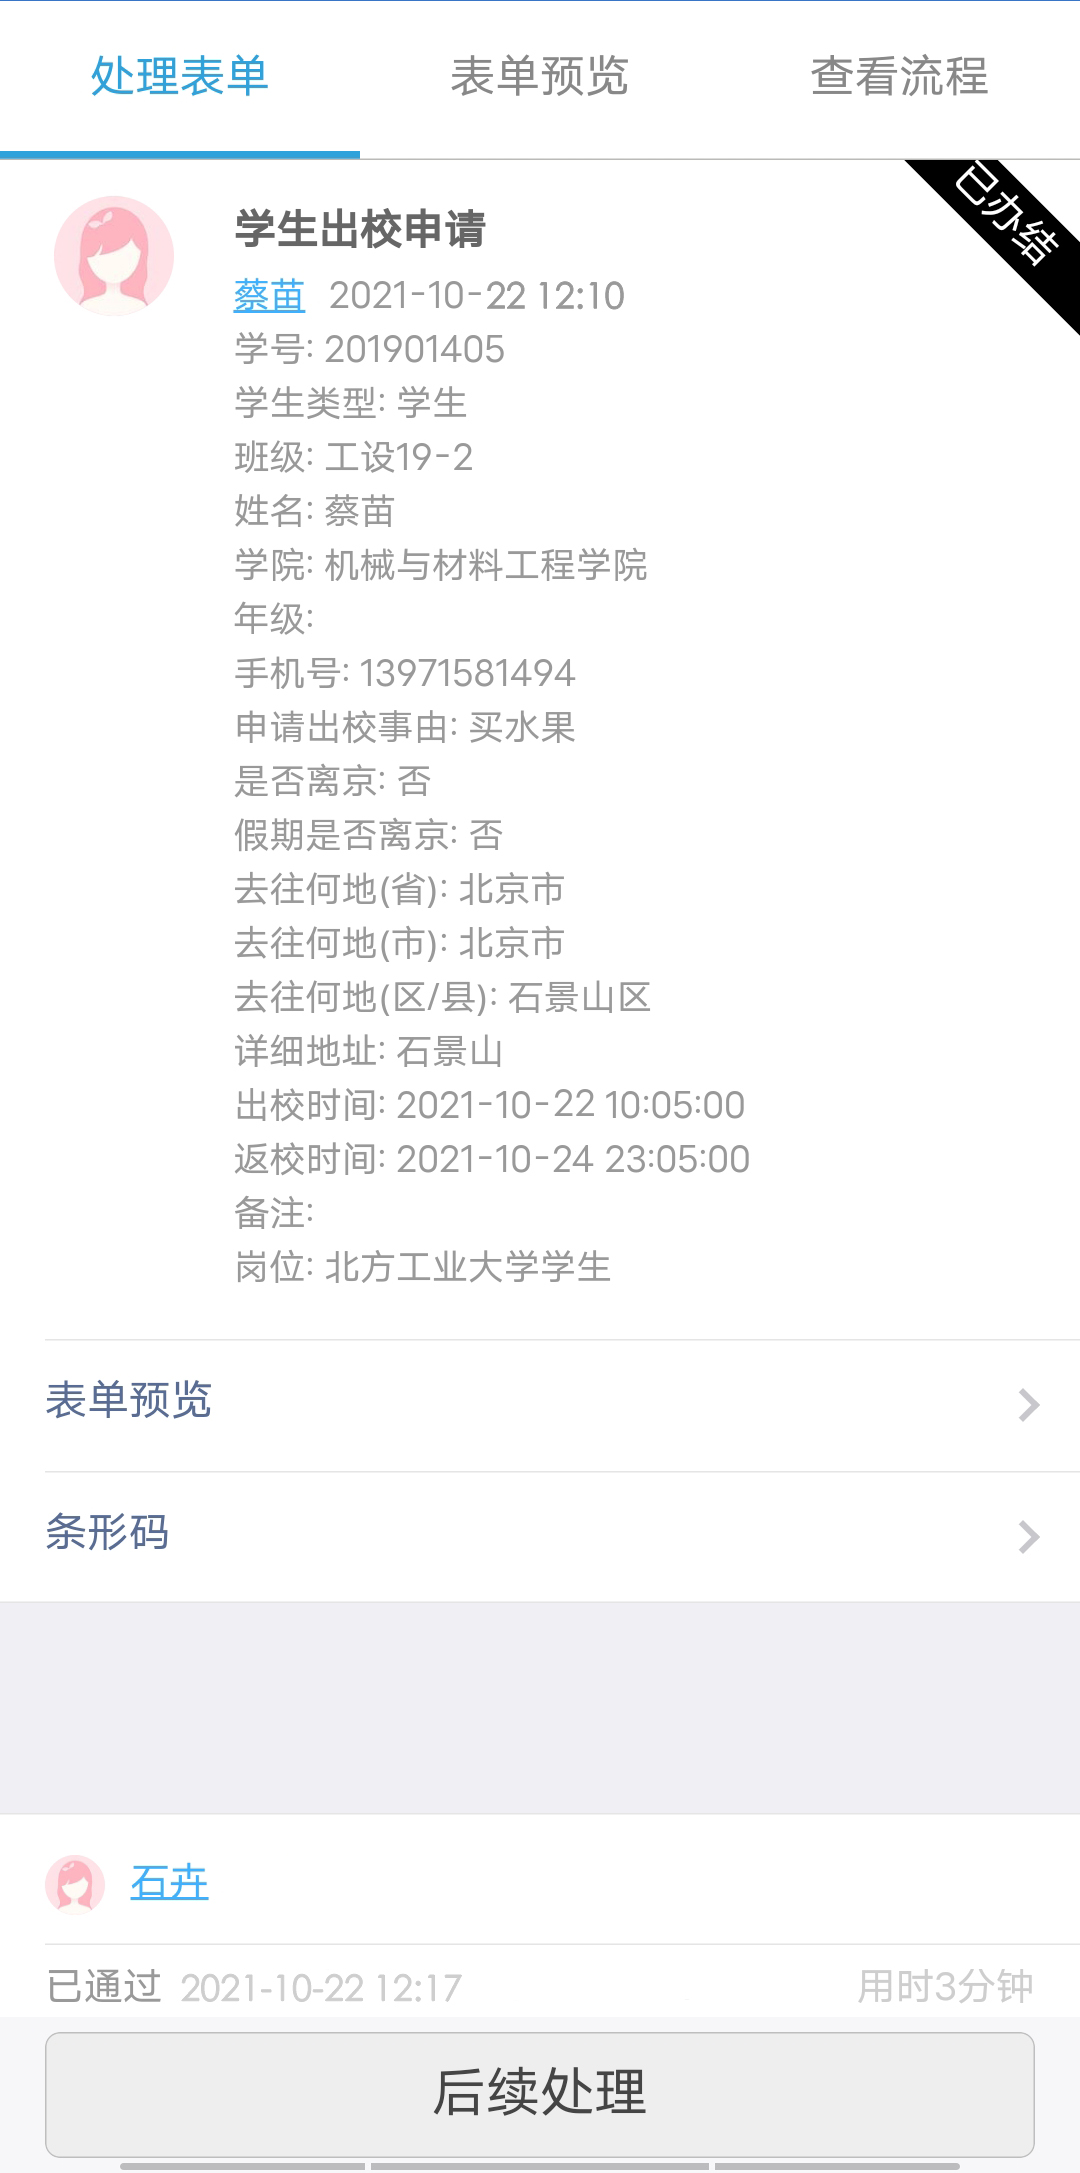 处理表单 表单预览 查看流程
已办结
学生出校申请
蔡苗 2021-10-22 12:10
学号: 201901405
学生类型: 学生
班级: 工设19-2
姓名: 蔡苗
学院: 机械与材料工程学院
年级:
手机号: 13971581494
申请出校事由: 买水果
是否离京: 否
假期是否离京: 否
去往何地(省): 北京市
去往何地(市): 北京市
去往何地(区/县): 石景山区
详细地址: 石景山
出校时间: 2021-10-22 10:05:00
返校时间: 2021-10-24 23:05:00
备注:
岗位: 北方工业大学学生
表单预览
条形码
石卉
已通过 2021-10-22 12:17 用时3分钟
后续处理